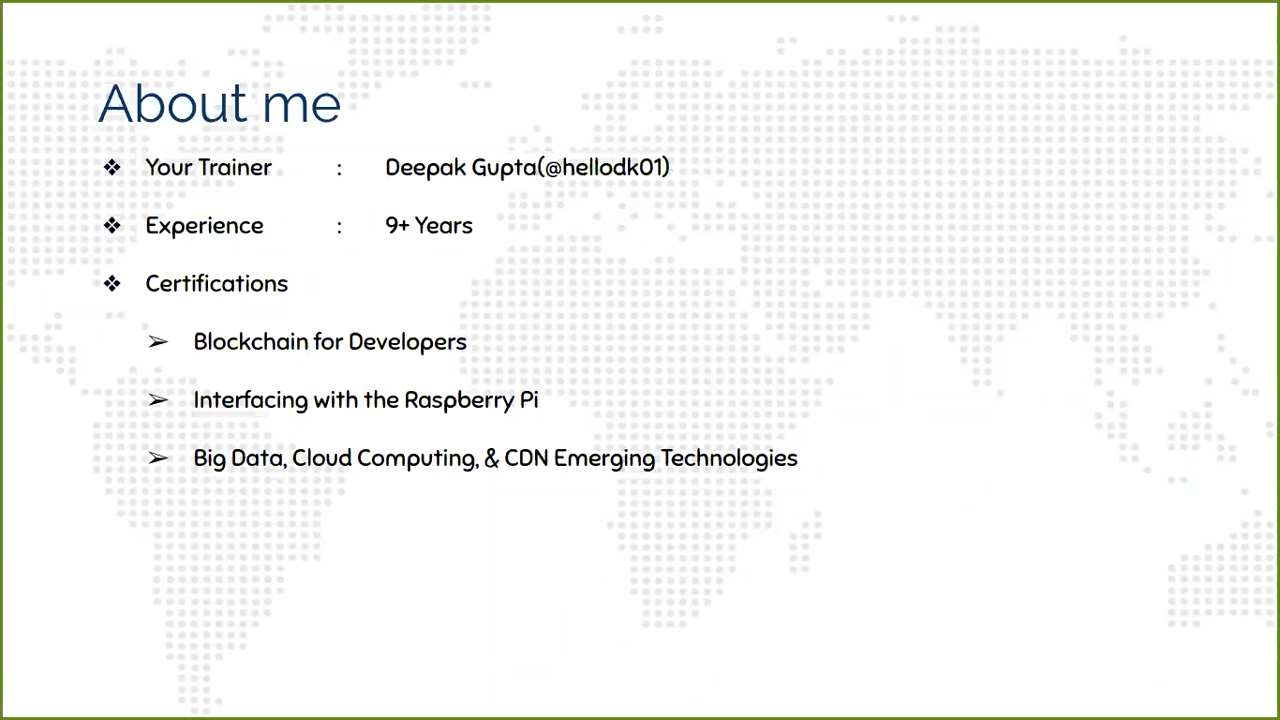 About me
❖ Your Trainer : Deepak Gupta(@hellodk01)
❖ Experience : 9+ Years
❖ Certifications
➢ Blockchain for Developers
➢ Interfacing with the Raspberry Pi
➢ Big Data, Cloud Computing, & CDN Emerging Technologies